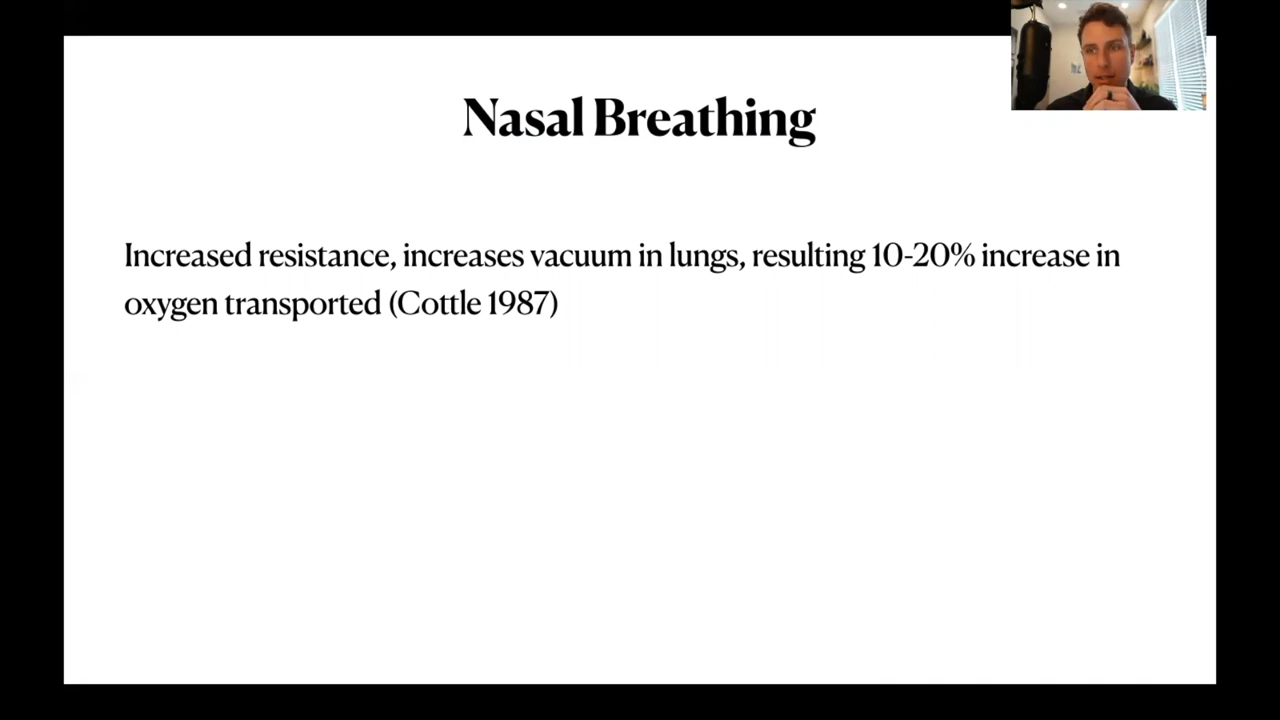 Nasal Breathing
Increased resistance, increases vacuum in lungs, resulting 10-20% increase in
oxygen transported (Cottle 1987)